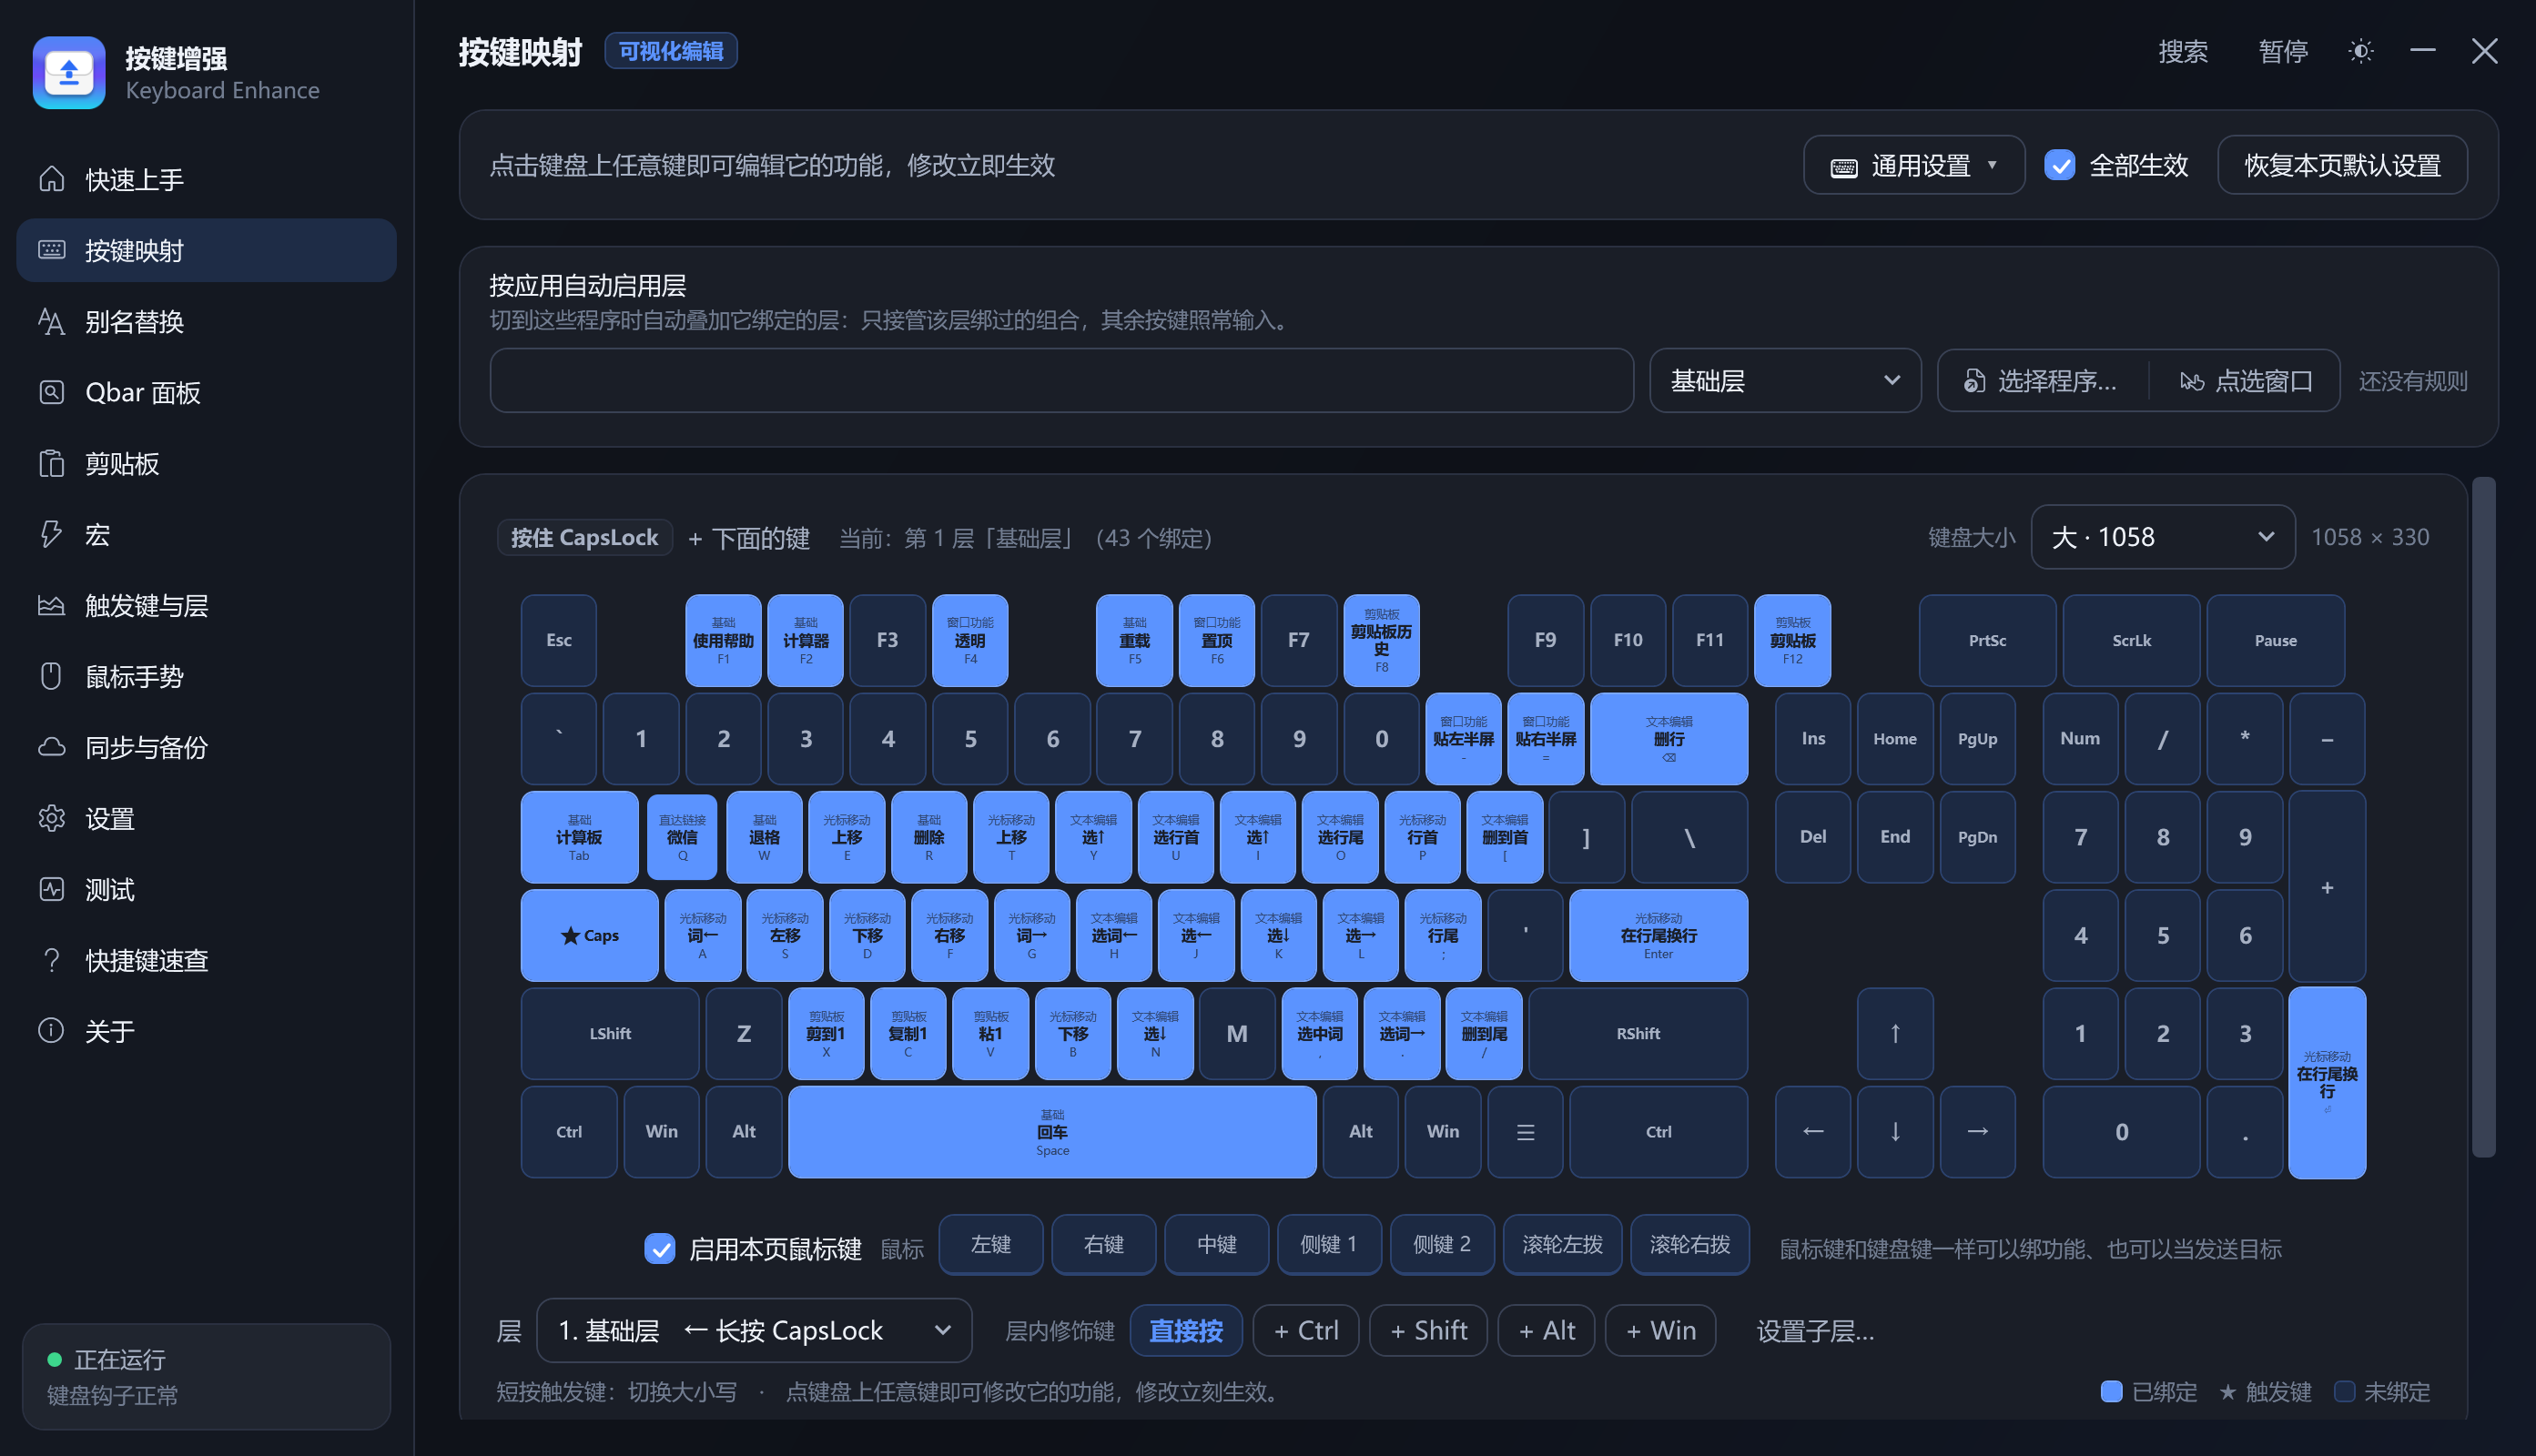 按键增强
Keyboard Enhance
快速上手
按键映射
别名替换
Qbar 面板
剪贴板
宏
触发键与层
鼠标手势
同步与备份
设置
测试
快捷键速查
关于
正在运行
键盘钩子正常
按键映射 可视化编辑 搜索 暂停
点击键盘上任意键即可编辑它的功能，修改立即生效 通用设置 ▼ 全部生效 恢复本页默认设置
按应用自动启用层
切到这些程序时自动叠加它绑定的层：只接管该层绑过的组合，其余按键照常输入。
基础层 选择程序... 点选窗口 还没有规则
按住 CapsLock + 下面的键 当前：第 1 层「基础层」（43 个绑定） 键盘大小 大 · 1058 1058 × 330
Esc
基础 使用帮助 F1
基础 计算器 F2
F3
窗口功能 透明 F4
基础 重载 F5
窗口功能 置顶 F6
F7
剪贴板 剪贴板历史 F8
F9
F10
F11
剪贴板 剪贴板 F12
PrtSc
ScrLk
Pause
` 1 2 3 4 5 6 7 8 9 0
窗口功能 贴左半屏 -
窗口功能 贴右半屏 =
文本编辑 删行 ⌫
Ins Home PgUp Num / * −
基础 计算板 Tab
直达链接 微信 Q
基础 退格 W
光标移动 上移 E
基础 删除 R
光标移动 上移 T
文本编辑 选↑ Y
文本编辑 选行首 U
文本编辑 选↑ I
文本编辑 选行尾 O
光标移动 行首 P
文本编辑 删到首 [
] \
Del End PgDn 7 8 9 +
★ Caps
光标移动 词← A
光标移动 左移 S
光标移动 下移 D
光标移动 右移 F
光标移动 词→ G
文本编辑 选词← H
文本编辑 选← J
文本编辑 选↓ K
文本编辑 选→ L
光标移动 行尾 ;
'
光标移动 在行尾换行 Enter
4 5 6
LShift
Z
剪贴板 剪到1 X
剪贴板 复制1 C
剪贴板 粘1 V
光标移动 下移 B
文本编辑 选↓ N
M
文本编辑 选中词 ,
文本编辑 选词→ .
文本编辑 删到尾 /
RShift
↑ 1 2 3
光标移动 在行尾换行 ⏎
Ctrl Win Alt
基础 回车 Space
Alt Win ☰ Ctrl ← ↓ → 0 .
启用本页鼠标键 鼠标 左键 右键 中键 侧键 1 侧键 2 滚轮左拨 滚轮右拨 鼠标键和键盘键一样可以绑功能、也可以当发送目标
层 1. 基础层 ← 长按 CapsLock 层内修饰键 直接按 + Ctrl + Shift + Alt + Win 设置子层...
短按触发键：切换大小写 · 点键盘上任意键即可修改它的功能，修改立刻生效。 已绑定 ★ 触发键 未绑定